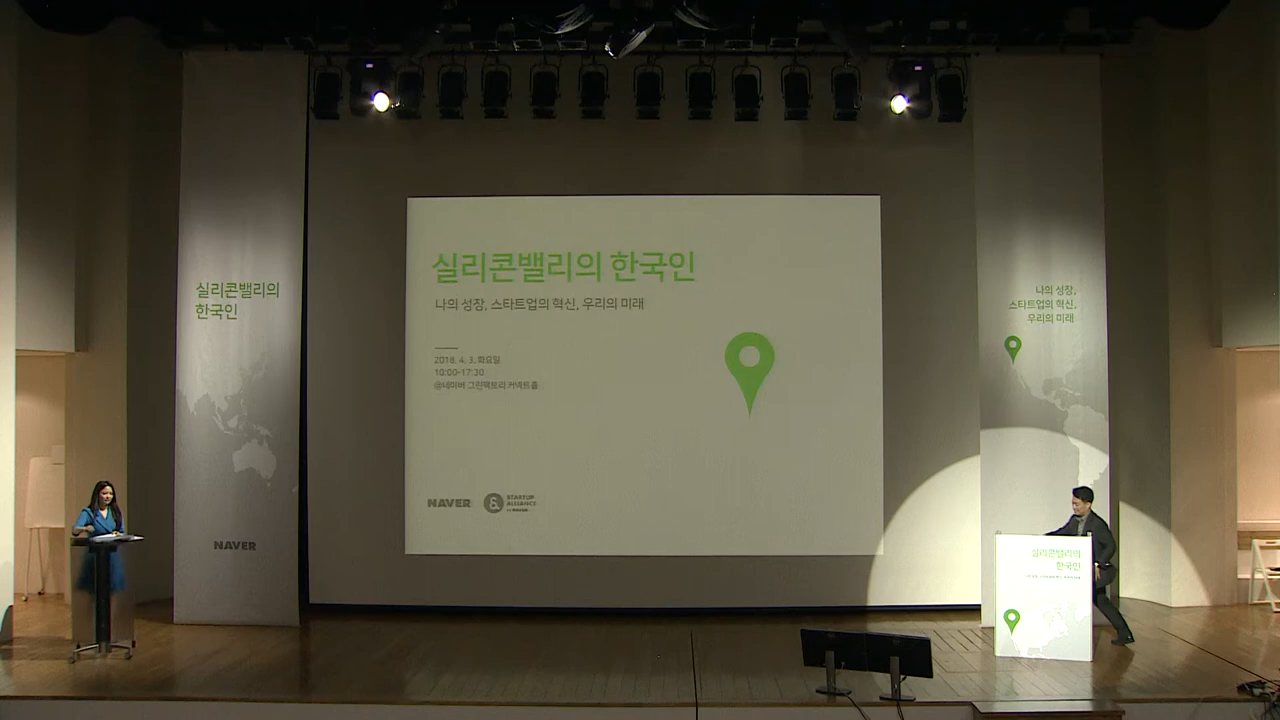 실리콘밸리의
한국인
NAVER
실리콘밸리의 한국인
나의 성장, 스타트업의 혁신, 우리의 미래
2018. 4. 3. 화요일
10:00-17:30
@네이버 그린팩토리 커넥트홀
NAVER
&
STARTUP
ALLIANCE
나의 성장,
스타트업의 혁신,
우리의 미래
실리콘밸리의
한국인